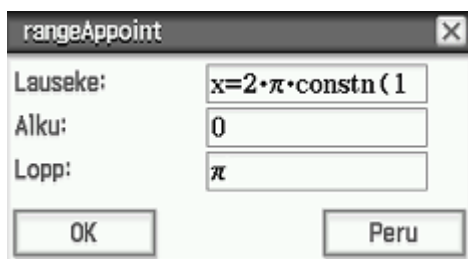 rangeAppoint
Lauseke: x=2·π·constn(1
Alku: 0
Lopp: π
OK Peru